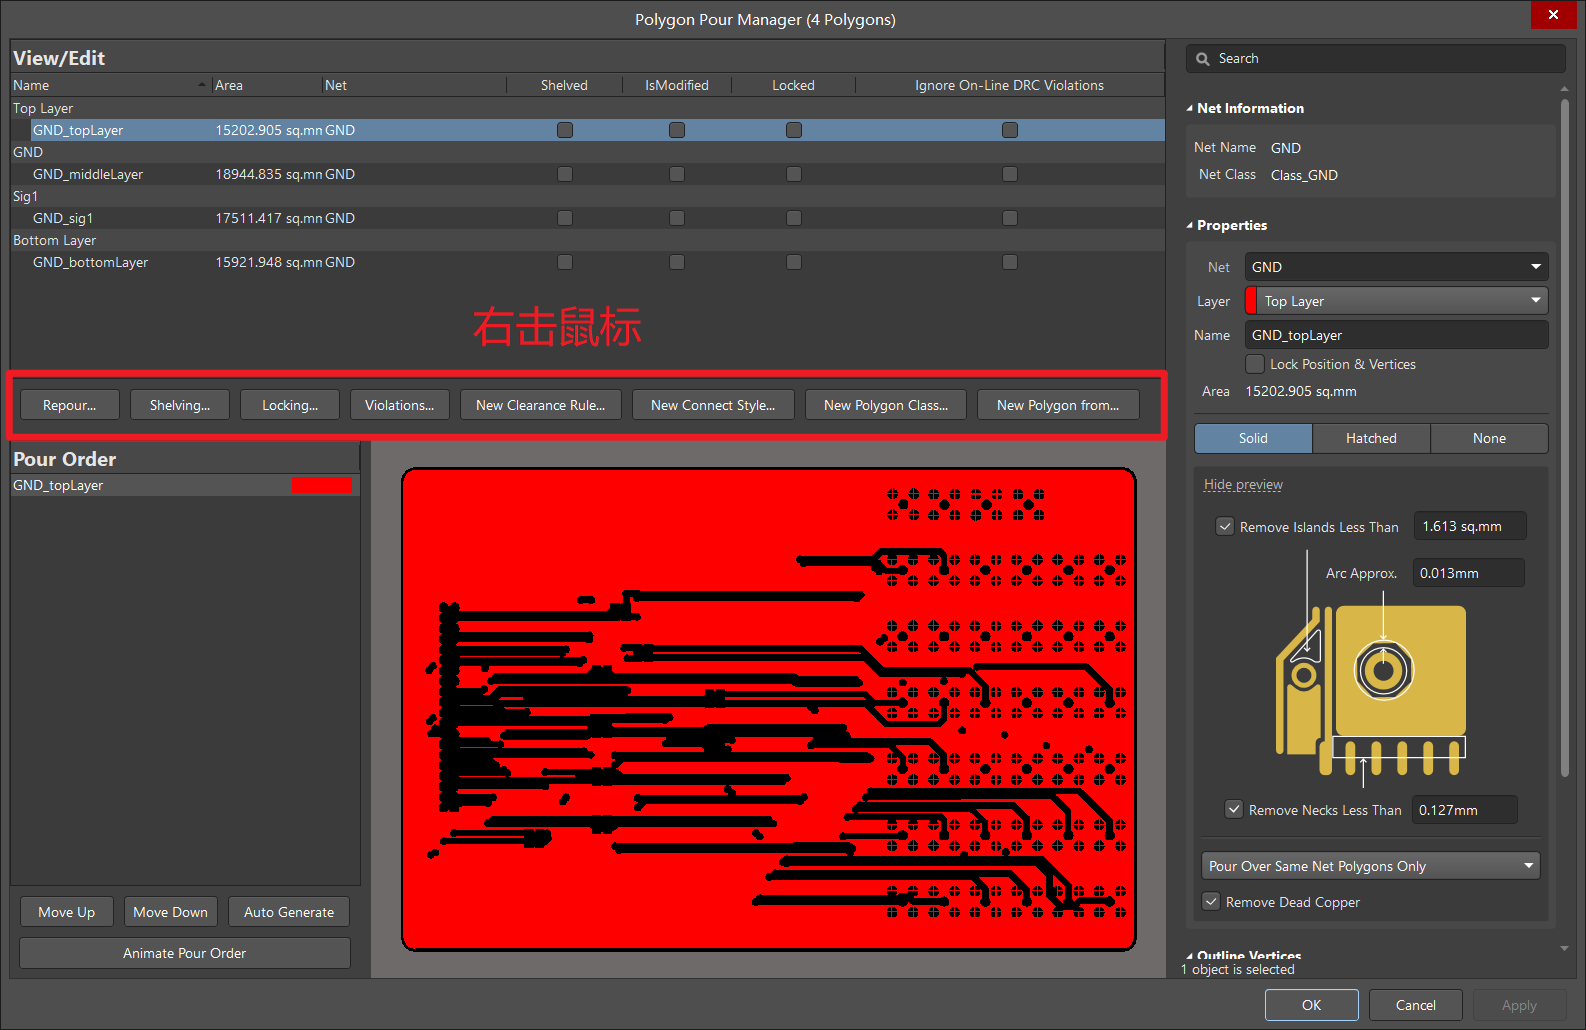 Polygon Pour Manager (4 Polygons)
View/Edit
Name Area Net Shelved IsModified Locked Ignore On-Line DRC Violations
Top Layer
GND_topLayer 15202.905 sq.mn GND
GND
GND_middleLayer 18944.835 sq.mn GND
Sig1
GND_sig1 17511.417 sq.mn GND
Bottom Layer
GND_bottomLayer 15921.948 sq.mn GND
右击鼠标
Repour... Shelving... Locking... Violations... New Clearance Rule... New Connect Style... New Polygon Class... New Polygon from...
Pour Order
GND_topLayer
Move Up Move Down Auto Generate
Animate Pour Order
Search
Net Information
Net Name GND
Net Class Class_GND
Properties
Net GND
Layer Top Layer
Name GND_topLayer
Lock Position & Vertices
Area 15202.905 sq.mm
Solid Hatched None
Hide preview
Remove Islands Less Than 1.613 sq.mm
Arc Approx. 0.013mm
Remove Necks Less Than 0.127mm
Pour Over Same Net Polygons Only
Remove Dead Copper
Outline Vertices
1 object is selected
OK Cancel Apply